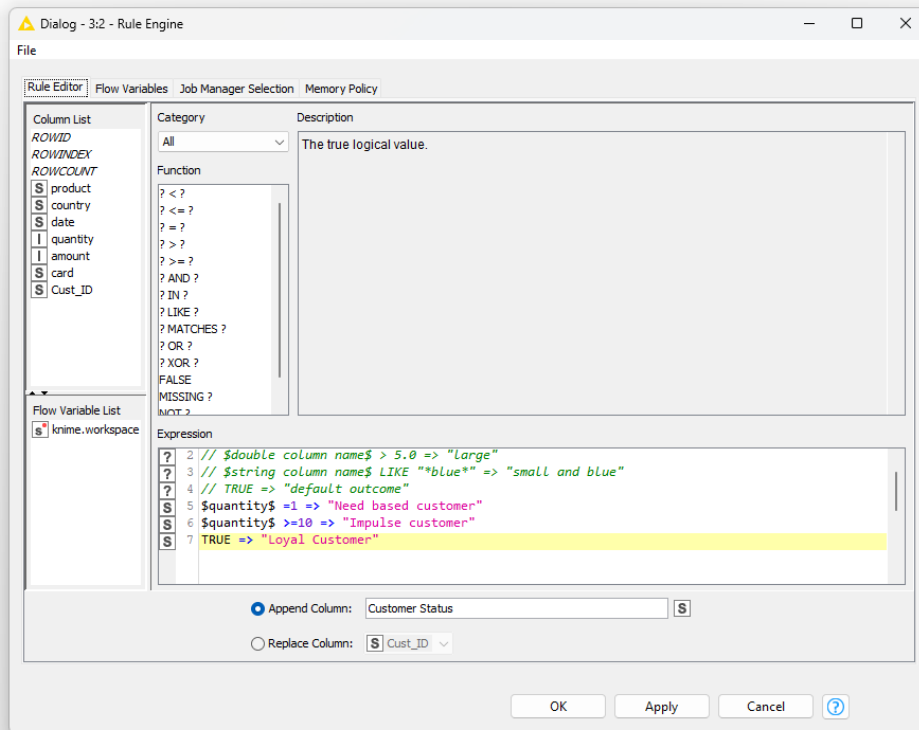 Dialog - 3:2 - Rule Engine
File
Rule Editor
Flow Variables
Job Manager Selection
Memory Policy
Column List
ROWID
ROWINDEX
ROWCOUNT
S product
S country
S date
I quantity
I amount
S card
S Cust_ID
Flow Variable List
s knime.workspace
Category
All
Function
? < ?
? <= ?
? = ?
? > ?
? >= ?
? AND ?
? IN ?
? LIKE ?
? MATCHES ?
? OR ?
? XOR ?
FALSE
MISSING ?
NOT ?
Description
The true logical value.
Expression
? 2 // $double column name$ > 5.0 => "large"
? 3 // $string column name$ LIKE "*blue*" => "small and blue"
? 4 // TRUE => "default outcome"
S 5 $quantity$ =1 => "Need based customer"
S 6 $quantity$ >=10 => "Impulse customer"
S 7 TRUE => "Loyal Customer"
Append Column: Customer Status S
Replace Column: S Cust_ID
OK
Apply
Cancel
?